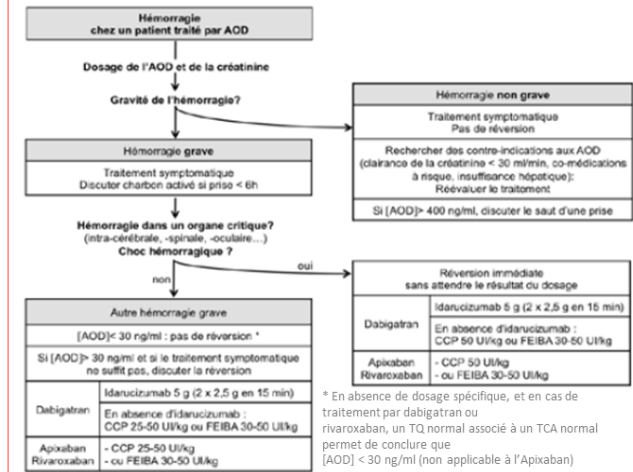 Hémorragie
chez un patient traité par AOD
Dosage de l'AOD et de la créatinine
Gravité de l'hémorragie?
Hémorragie non grave
Traitement symptomatique
Pas de réversion
Rechercher des contre-indications aux AOD
(clairance de la créatinine < 30 ml/min, co-médications
à risque, insuffisance hépatique):
Réévaluer le traitement
Si [AOD]> 400 ng/ml, discuter le saut d'une prise
Hémorragie grave
Traitement symptomatique
Discuter charbon activé si prise < 6h
Hémorragie dans un organe critique?
(intra-cérébrale, -spinale, -oculaire...)
Choc hémorragique ?
oui
non
Réversion immédiate
sans attendre le résultat du dosage
Dabigatran
Idarucizumab 5 g (2 x 2,5 g en 15 min)
En absence d'idarucizumab :
CCP 50 UI/kg ou FEIBA 30-50 UI/kg
Apixaban
Rivaroxaban
- CCP 50 UI/kg
- ou FEIBA 30-50 UI/kg
Autre hémorragie grave
[AOD]< 30 ng/ml : pas de réversion *
Si [AOD]> 30 ng/ml et si le traitement symptomatique
ne suffit pas, discuter la réversion
Dabigatran
Idarucizumab 5 g (2 x 2,5 g en 15 min)
En absence d'idarucizumab :
CCP 25-50 UI/kg ou FEIBA 30-50 UI/kg
Apixaban
Rivaroxaban
- CCP 25-50 UI/kg
- ou FEIBA 30-50 UI/kg
* En absence de dosage spécifique, et en cas de
traitement par dabigatran ou
rivaroxaban, un TQ normal associé à un TCA normal
permet de conclure que
[AOD] < 30 ng/ml (non applicable à l'Apixaban)